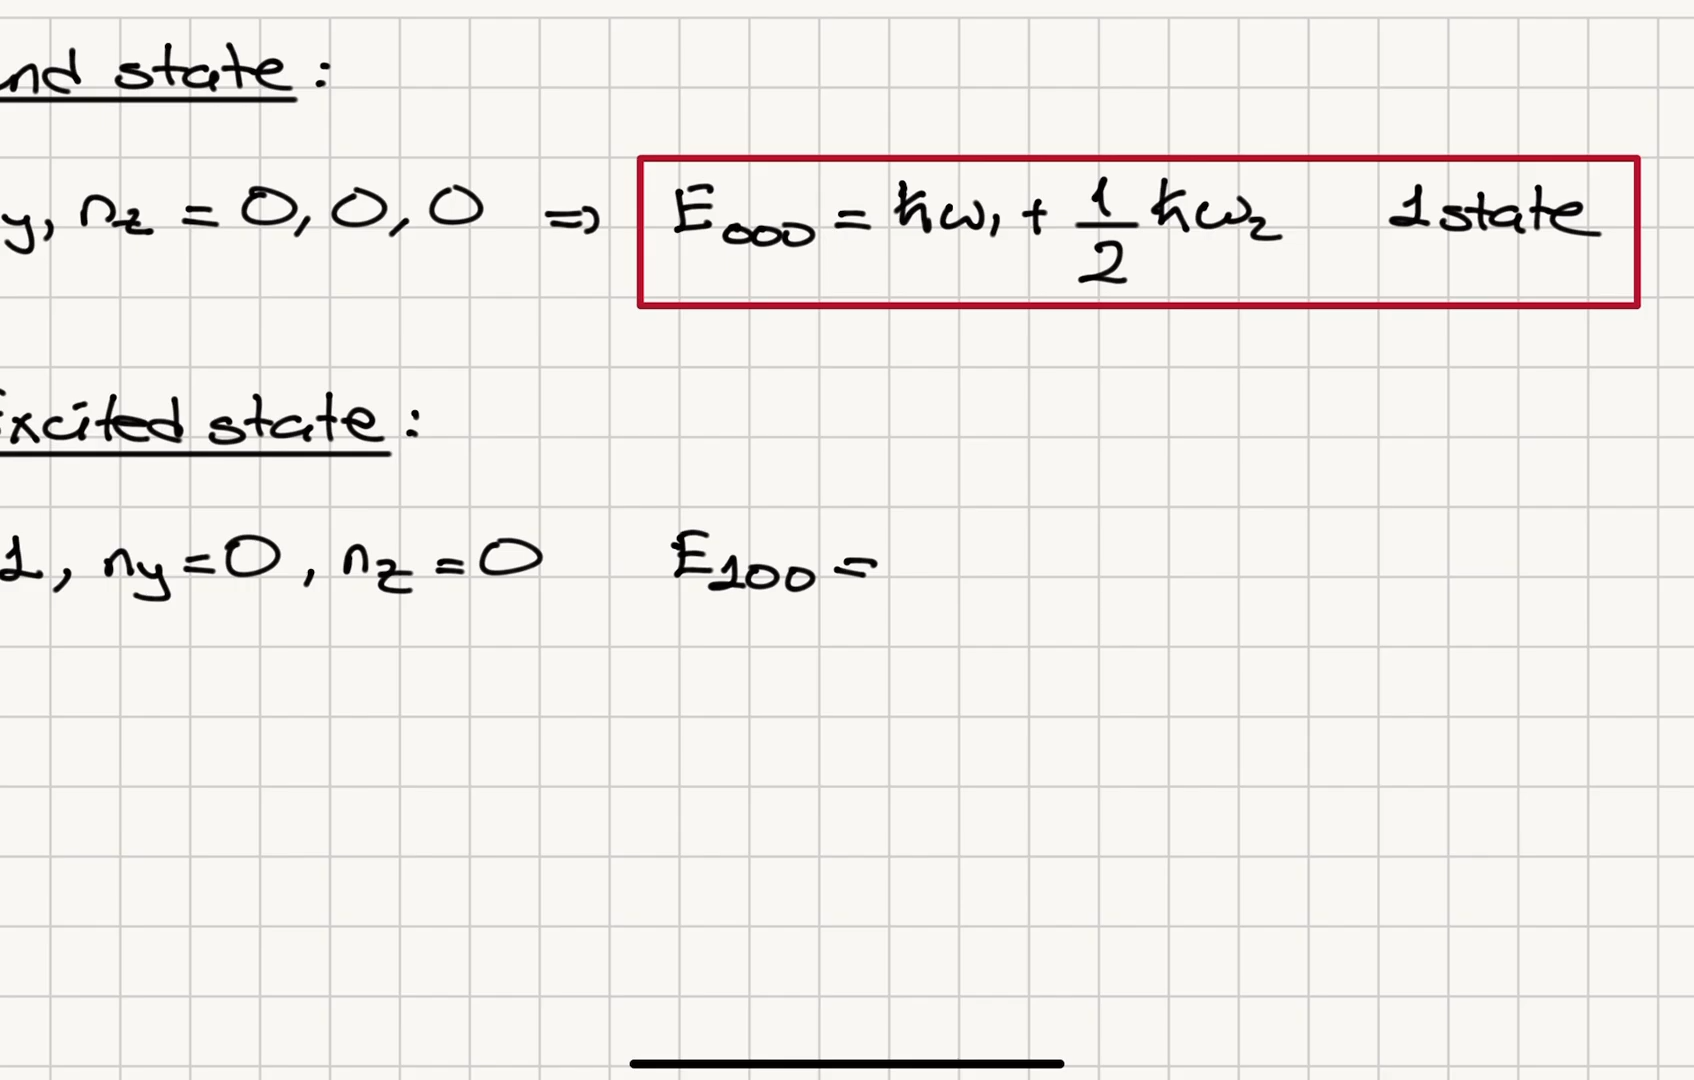 nd state:
y, nz = 0, 0, 0 ⇒ E₀₀₀ = ħω₁ + 1/2 ħω₂ 1 state
Excited state:
1, ny = 0, nz = 0 E₁₀₀ =